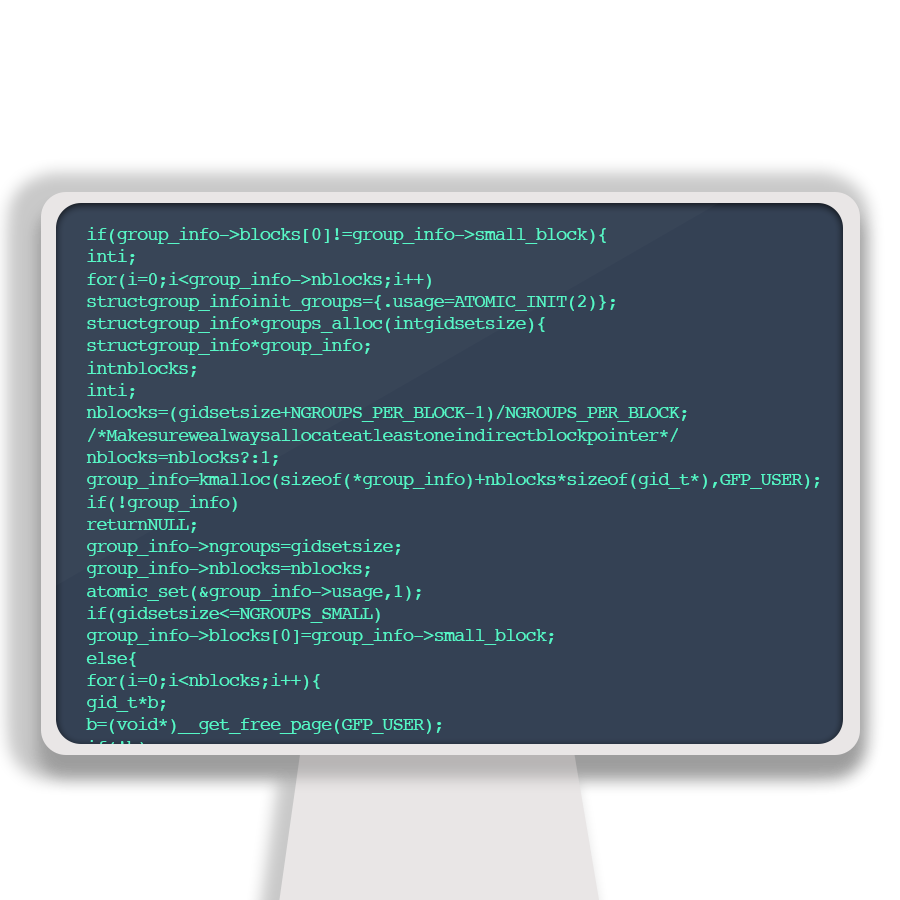 if(group_info->blocks[0]!=group_info->small_block){
inti;
for(i=0;i<group_info->nblocks;i++)
structgroup_infoinit_groups={.usage=ATOMIC_INIT(2)};
structgroup_info*groups_alloc(intgidsetsize){
structgroup_info*group_info;
intnblocks;
inti;
nblocks=(gidsetsize+NGROUPS_PER_BLOCK-1)/NGROUPS_PER_BLOCK;
/*Makesurewealwaysallocateatleastoneindirectblockpointer*/
nblocks=nblocks?:1;
group_info=kmalloc(sizeof(*group_info)+nblocks*sizeof(gid_t*),GFP_USER);
if(!group_info)
returnNULL;
group_info->ngroups=gidsetsize;
group_info->nblocks=nblocks;
atomic_set(&group_info->usage,1);
if(gidsetsize<=NGROUPS_SMALL)
group_info->blocks[0]=group_info->small_block;
else{
for(i=0;i<nblocks;i++){
gid_t*b;
b=(void*)__get_free_page(GFP_USER);